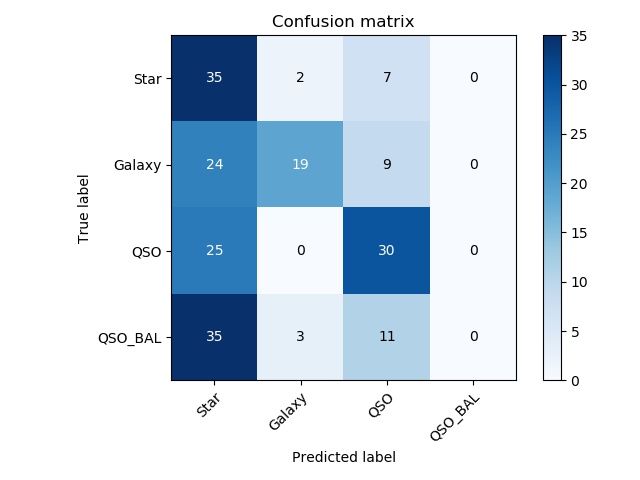 Confusion matrix
True label
Star 35 2 7 0
Galaxy 24 19 9 0
QSO 25 0 30 0
QSO_BAL 35 3 11 0
Star Galaxy QSO QSO_BAL
Predicted label
35
30
25
20
15
10
5
0